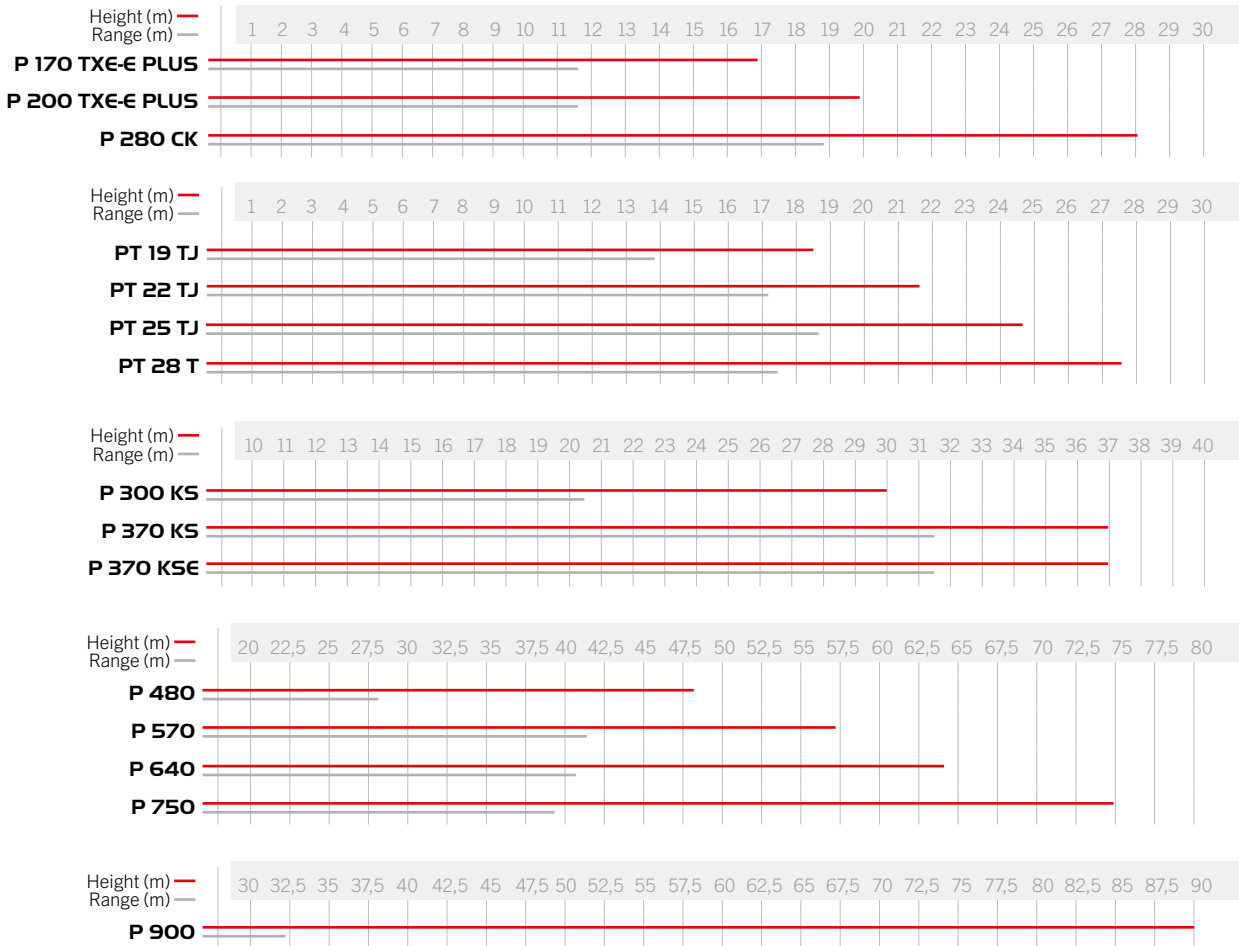 Height (m)
Range (m)
1 2 3 4 5 6 7 8 9 10 11 12 13 14 15 16 17 18 19 20 21 22 23 24 25 26 27 28 29 30
P 170 TXE-E PLUS
P 200 TXE-E PLUS
P 280 CK
Height (m)
Range (m)
1 2 3 4 5 6 7 8 9 10 11 12 13 14 15 16 17 18 19 20 21 22 23 24 25 26 27 28 29 30
PT 19 TJ
PT 22 TJ
PT 25 TJ
PT 28 T
Height (m)
Range (m)
10 11 12 13 14 15 16 17 18 19 20 21 22 23 24 25 26 27 28 29 30 31 32 33 34 35 36 37 38 39 40
P 300 KS
P 370 KS
P 370 KSE
Height (m)
Range (m)
20 22,5 25 27,5 30 32,5 35 37,5 40 42,5 45 47,5 50 52,5 55 57,5 60 62,5 65 67,5 70 72,5 75 77,5 80
P 480
P 570
P 640
P 750
Height (m)
Range (m)
30 32,5 35 37,5 40 42,5 45 47,5 50 52,5 55 57,5 60 62,5 65 67,5 70 72,5 75 77,5 80 82,5 85 87,5 90
P 900